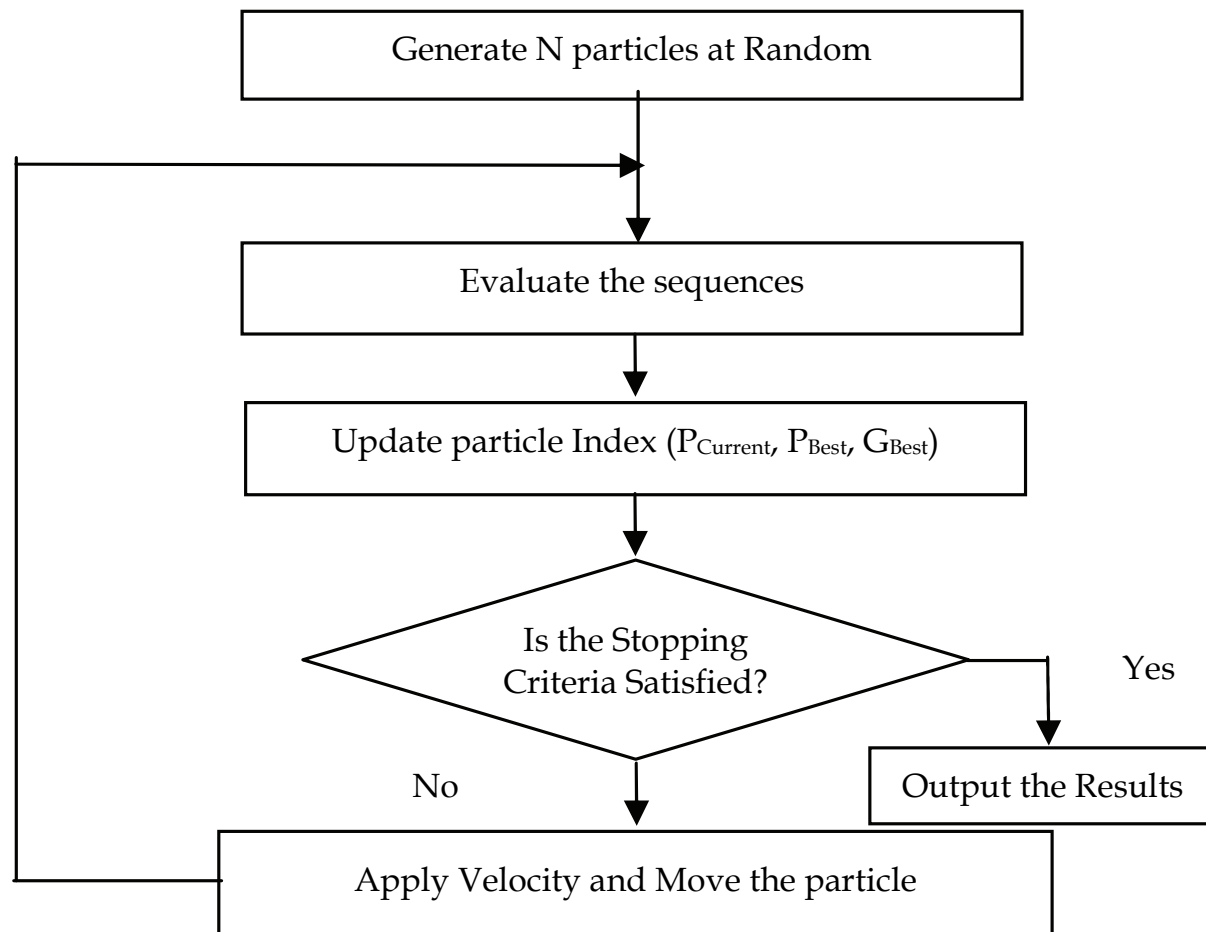 Generate N particles at Random
Evaluate the sequences
Update particle Index (PCurrent, PBest, GBest)
Is the Stopping
Criteria Satisfied?
Yes
No
Output the Results
Apply Velocity and Move the particle